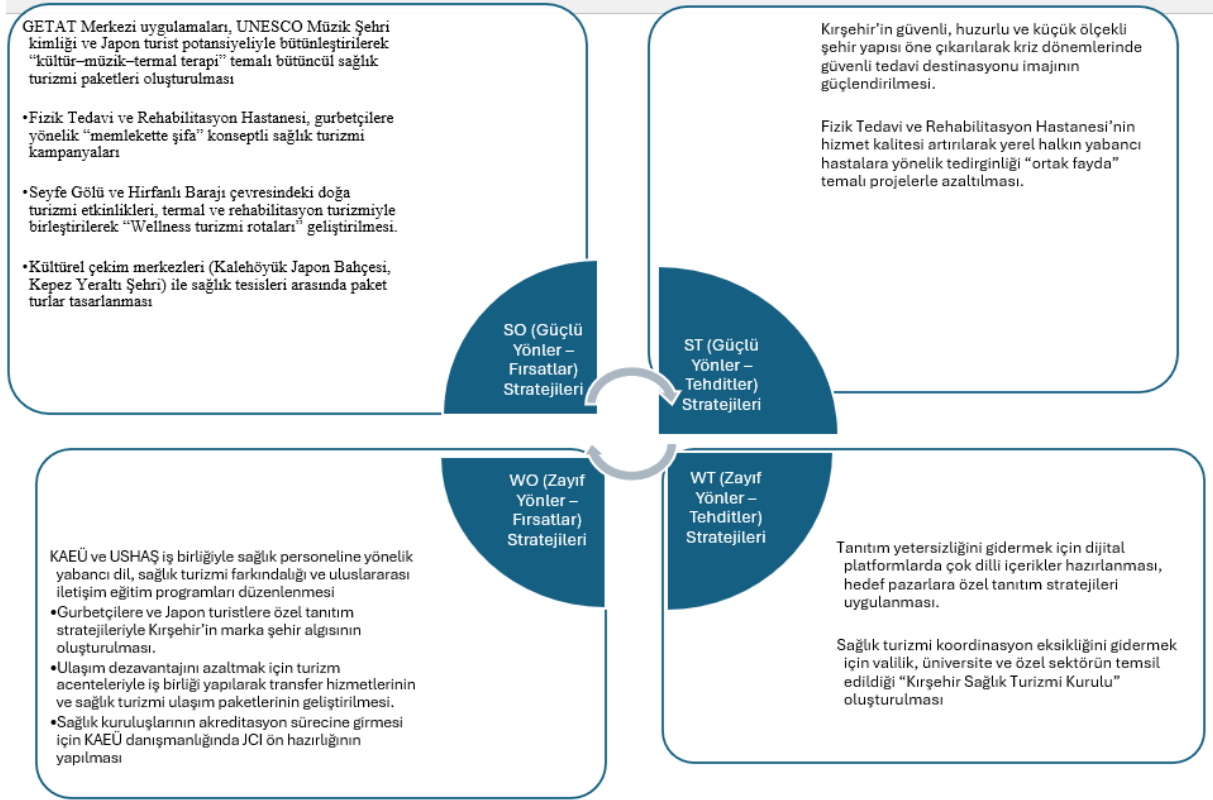 GETAT Merkezi uygulamaları, UNESCO Müzik Şehri
kimliği ve Japon turist potansiyeliyle bütünleştirilerek
“kültür–müzik–termal terapi” temalı bütüncül sağlık
turizmi paketleri oluşturulması
•Fizik Tedavi ve Rehabilitasyon Hastanesi, gurbetçilere
yönelik “memlekette şifa” konseptli sağlık turizmi
kampanyaları
•Seyfe Gölü ve Hirfanlı Barajı çevresindeki doğa
turizmi etkinlikleri, termal ve rehabilitasyon turizmiyle
birleştirilerek “Wellness turizmi rotaları” geliştirilmesi.
•Kültürel çekim merkezleri (Kalehöyük Japon Bahçesi,
Kepez Yeraltı Şehri) ile sağlık tesisleri arasında paket
turlar tasarlanması
Kırşehir’in güvenli, huzurlu ve küçük ölçekli
şehir yapısı öne çıkarılarak kriz dönemlerinde
güvenli tedavi destinasyonu imajının
güçlendirilmesi.
Fizik Tedavi ve Rehabilitasyon Hastanesi’nin
hizmet kalitesi artırılarak yerel halkın yabancı
hastalara yönelik tedirginliği “ortak fayda”
temalı projelerle azaltılması.
SO (Güçlü
Yönler –
Fırsatlar)
Stratejileri
ST (Güçlü
Yönler –
Tehditler)
Stratejileri
WO (Zayıf
Yönler –
Fırsatlar)
Stratejileri
WT (Zayıf
Yönler –
Tehditler)
Stratejileri
KAEÜ ve USHAŞ iş birliğiyle sağlık personeline yönelik
yabancı dil, sağlık turizmi farkındalığı ve uluslararası
iletişim eğitim programları düzenlenmesi
•Gurbetçilere ve Japon turistlere özel tanıtım
stratejileriyle Kırşehir’in marka şehir algısının
oluşturulması.
•Ulaşım dezavantajını azaltmak için turizm
acenteleriyle iş birliği yapılarak transfer hizmetlerinin
ve sağlık turizmi ulaşım paketlerinin geliştirilmesi.
•Sağlık kuruluşlarının akreditasyon sürecine girmesi
için KAEÜ danışmanlığında JCI ön hazırlığının
yapılması
Tanıtım yetersizliğini gidermek için dijital
platformlarda çok dilli içerikler hazırlanması,
hedef pazarlara özel tanıtım stratejileri
uygulanması.
Sağlık turizmi koordinasyon eksikliğini gidermek
için valilik, üniversite ve özel sektörün temsil
edildiği “Kırşehir Sağlık Turizmi Kurulu”
oluşturulması